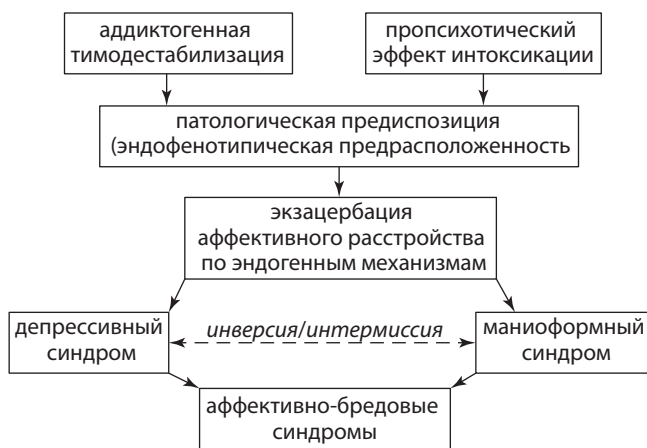 аддиктогенная
тимодестабилизация
пропсихотический
эффект интоксикации
патологическая предиспозиция
(эндофенотипическая предрасположенность
экзацербация
аффективного расстройства
по эндогенным механизмам
депрессивный
синдром
инверсия/интермиссия
маниоформный
синдром
аффективно-бредовые
синдромы